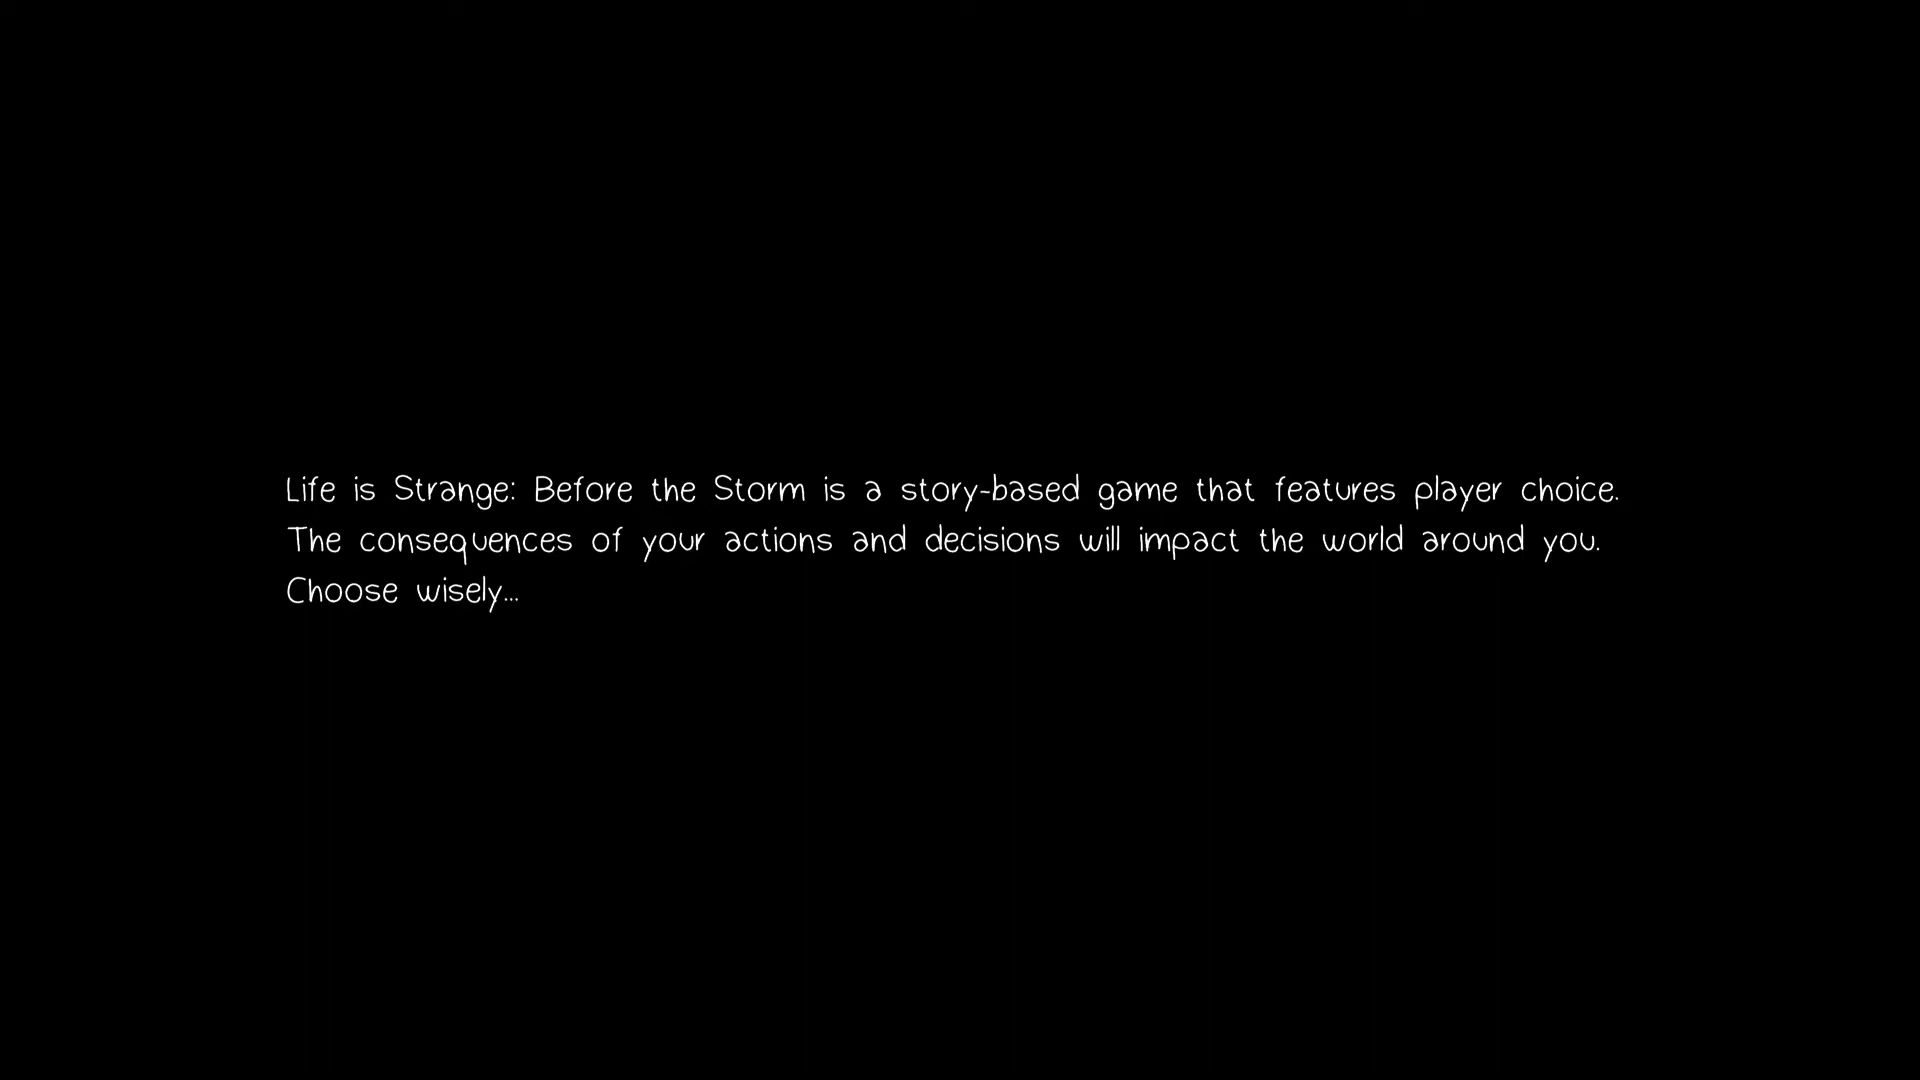 Life is Strange: Before the Storm is a story-based game that features player choice.
The consequences of your actions and decisions will impact the world around you.
Choose wisely...